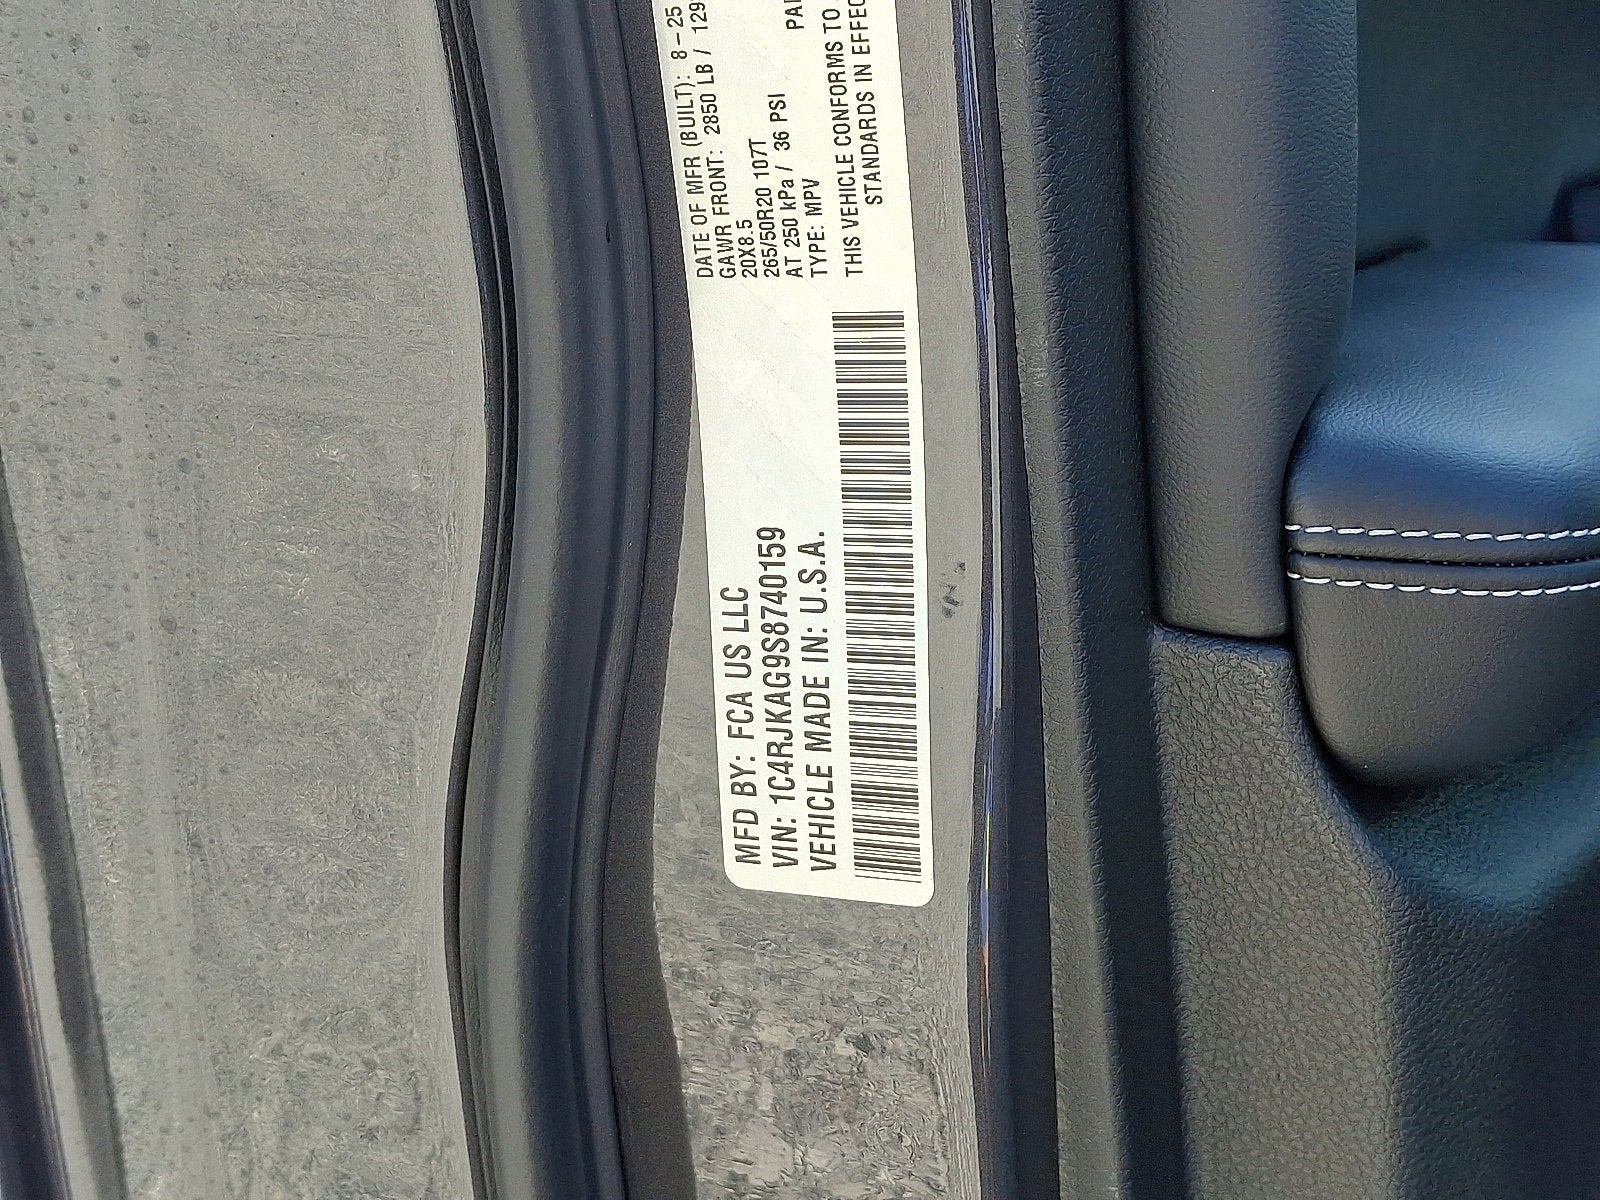 MFD BY: FCA US LLC
VIN: 1C4RJKAG9S8740159
VEHICLE MADE IN: U.S.A.
DATE OF MFR (BUILT): 8-25
GAWR FRONT: 2850 LB / 129
20X8.5
265/50R20 107T
AT 250 kPa / 36 PSI
TYPE: MPV
THIS VEHICLE CONFORMS TO
STANDARDS IN EFFEC